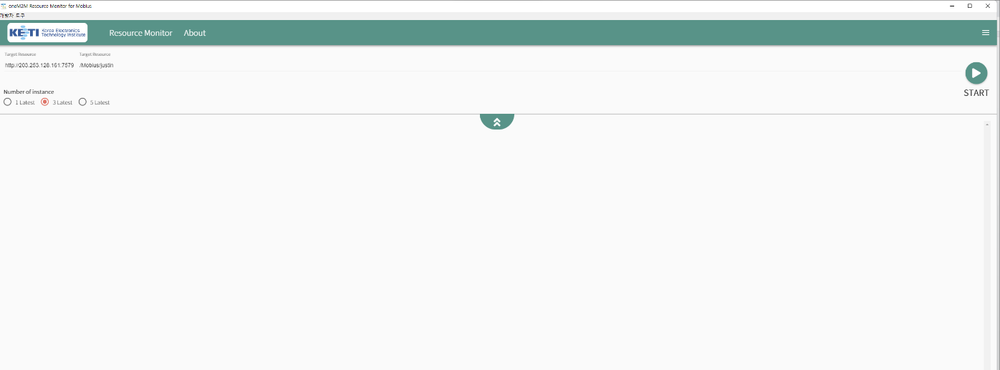 oneM2M Resource Monitor for Mobius
개발자 도구
KETI Korea Electronics Technology Institute
Resource Monitor About
Target Resource Target Resource
http://203.253.128.161:7579 /Mobius/justin
START
Number of instance
1 Latest 3 Latest 5 Latest